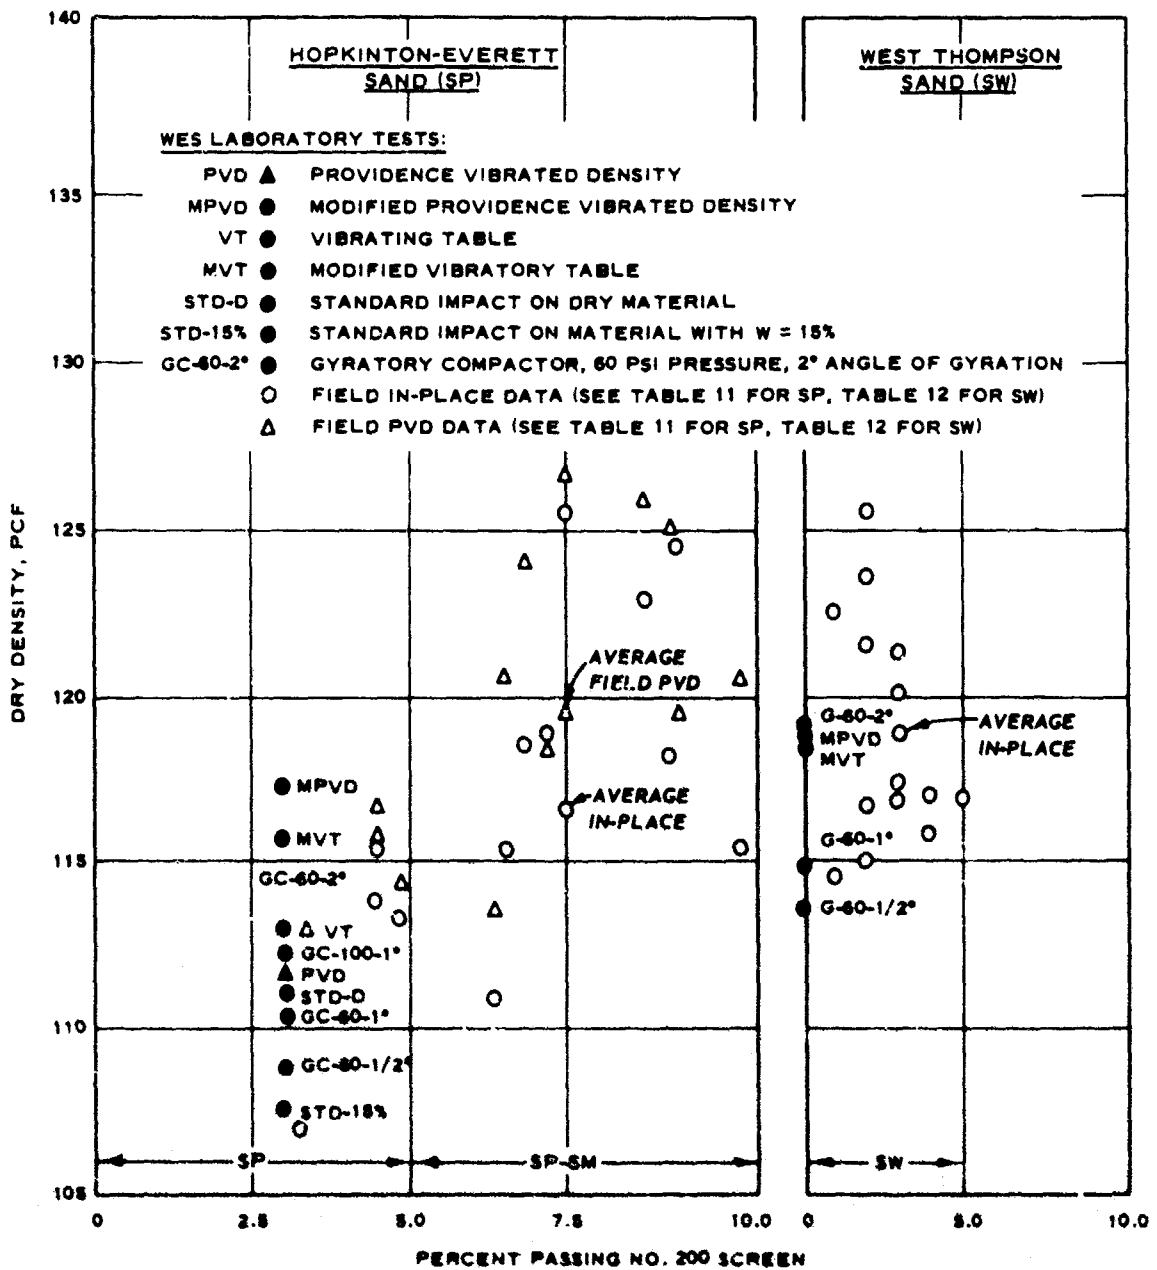 HOPKINTON-EVERETT
SAND (SP)
WEST THOMPSON
SAND (SW)
WES LABORATORY TESTS:
PVD ▲ PROVIDENCE VIBRATED DENSITY
MPVD ● MODIFIED PROVIDENCE VIBRATED DENSITY
VT ● VIBRATING TABLE
MVT ● MODIFIED VIBRATORY TABLE
STD-D ● STANDARD IMPACT ON DRY MATERIAL
STD-15% ● STANDARD IMPACT ON MATERIAL WITH W = 15%
GC-60-2° ● GYRATORY COMPACTOR, 60 PSI PRESSURE, 2° ANGLE OF GYRATION
○ FIELD IN-PLACE DATA (SEE TABLE 11 FOR SP, TABLE 12 FOR SW)
△ FIELD PVD DATA (SEE TABLE 11 FOR SP, TABLE 12 FOR SW)
DRY DENSITY, PCF
140
135
130
125
120
115
110
105
AVERAGE
FIELD PVD
AVERAGE
IN-PLACE
MPVD
MVT
GC-60-2°
VT
GC-100-1°
PVD
STD-D
GC-60-1°
GC-60-1/2°
STD-15%
SP
SP-SM
G-60-2°
MPVD
MVT
AVERAGE
IN-PLACE
G-60-1°
G-60-1/2°
SW
0 2.5 5.0 7.5 10.0
0 5.0 10.0
PERCENT PASSING NO. 200 SCREEN